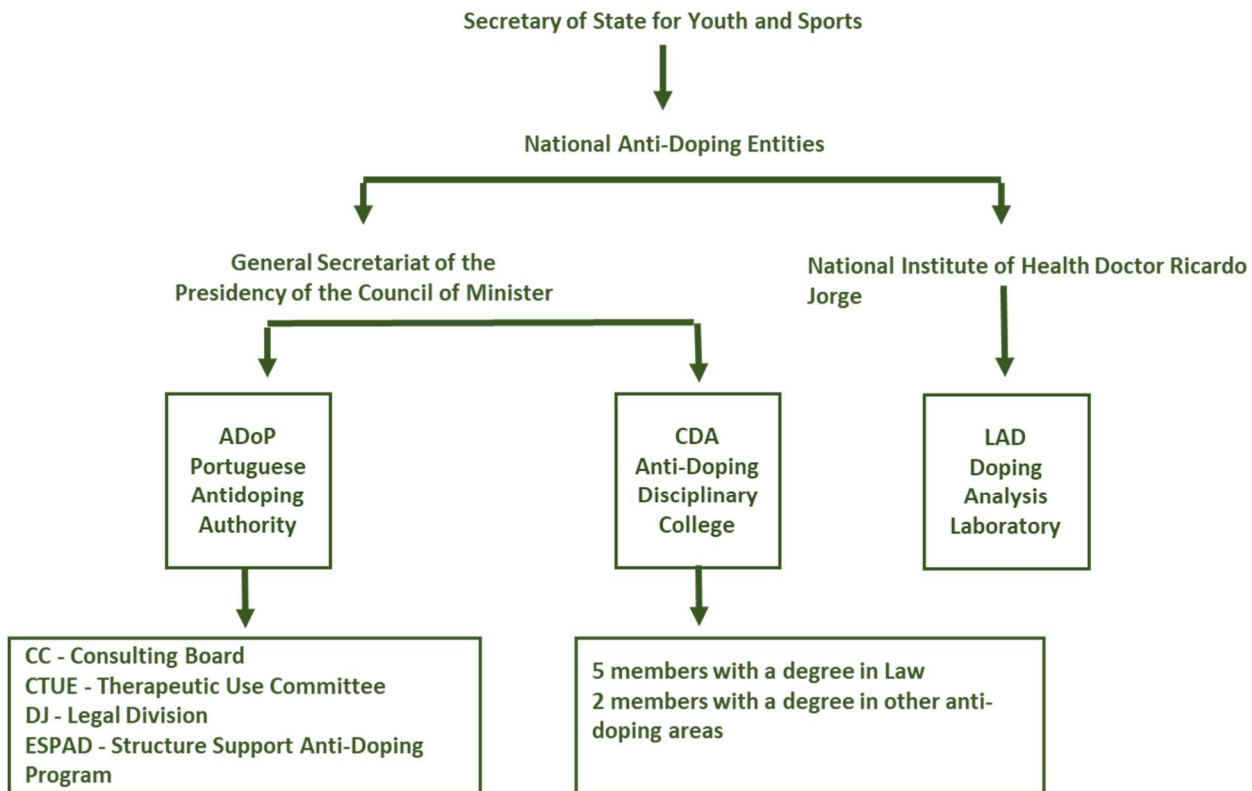 Secretary of State for Youth and Sports
National Anti-Doping Entities
General Secretariat of the
Presidency of the Council of Minister
National Institute of Health Doctor Ricardo
Jorge
ADoP
Portuguese
Antidoping
Authority
CDA
Anti-Doping
Disciplinary
College
LAD
Doping
Analysis
Laboratory
CC - Consulting Board
CTUE - Therapeutic Use Committee
DJ - Legal Division
ESPAD - Structure Support Anti-Doping
Program
5 members with a degree in Law
2 members with a degree in other anti-
doping areas